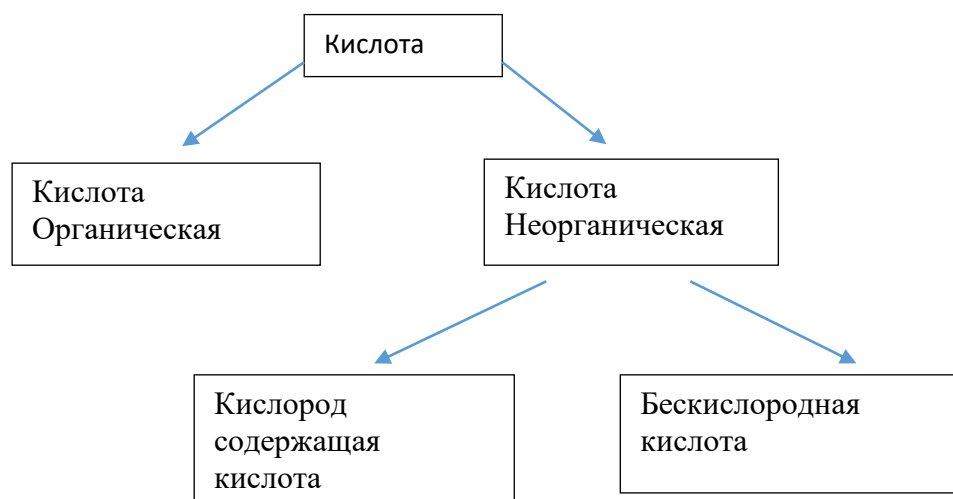 Кислота
Кислота
Органическая
Кислота
Неорганическая
Кислород
содержащая
кислота
Бескислородная
кислота